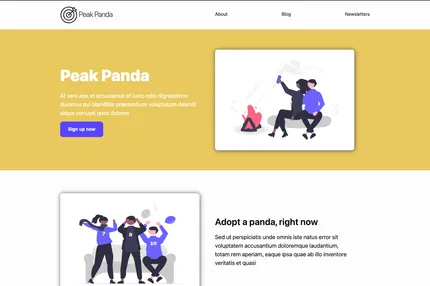 Peak Panda
About
Blog
Newsletters
Peak Panda
At vero eos et accusamus et iusto odio dignissimos
ducimus qui blanditiis praesentium voluptatum deleniti
atque corrupti quos dolores
Sign up now
Adopt a panda, right now
Sed ut perspiciatis unde omnis iste natus error sit
voluptatem accusantium doloremque laudantium,
totam rem aperiam, eaque ipsa quae ab illo inventore
veritatis et quasi